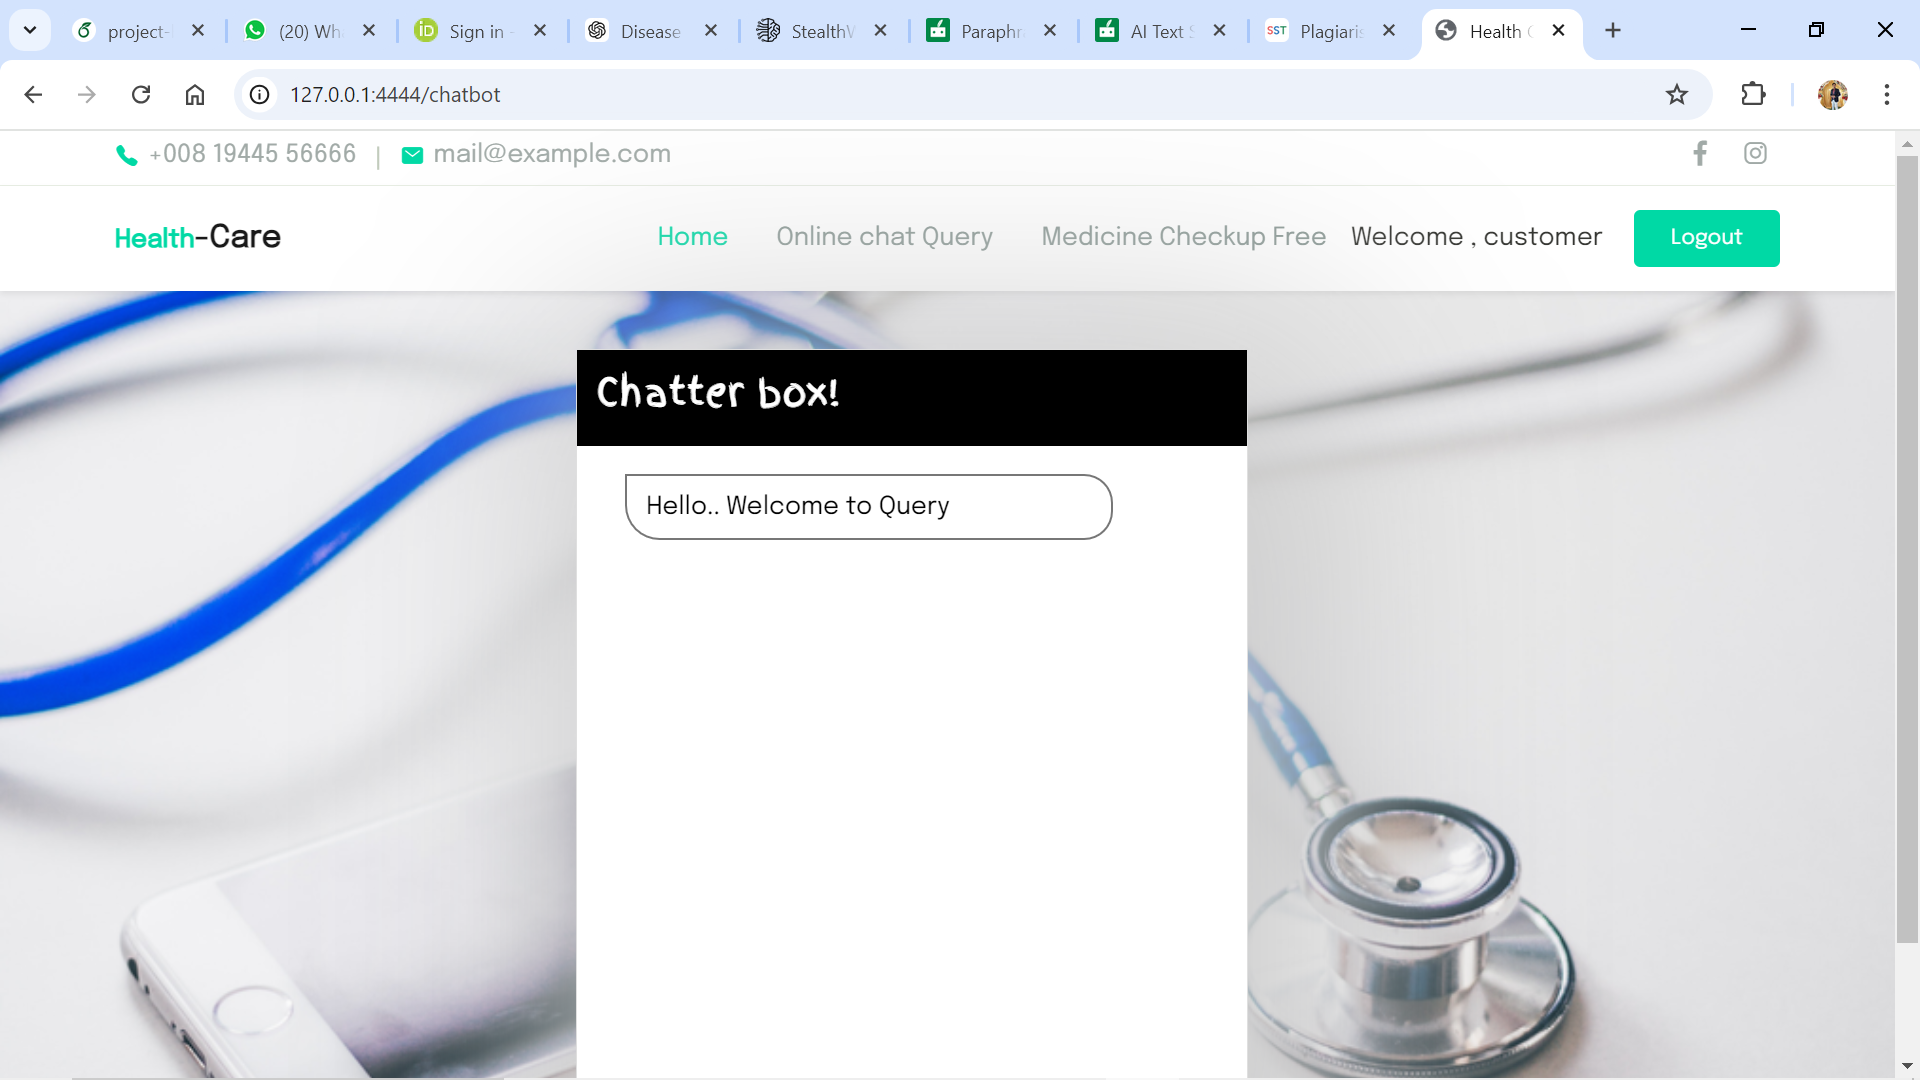 project-
(20) Wh
Sign in
Disease
Stealth
Paraphr
AI Text S
SST
Plagiaris
Health
127.0.0.1:4444/chatbot
+008 19445 56666 | mail@example.com
Health-Care
Home
Online chat Query
Medicine Checkup Free
Welcome , customer
Logout
Chatter box!
Hello.. Welcome to Query